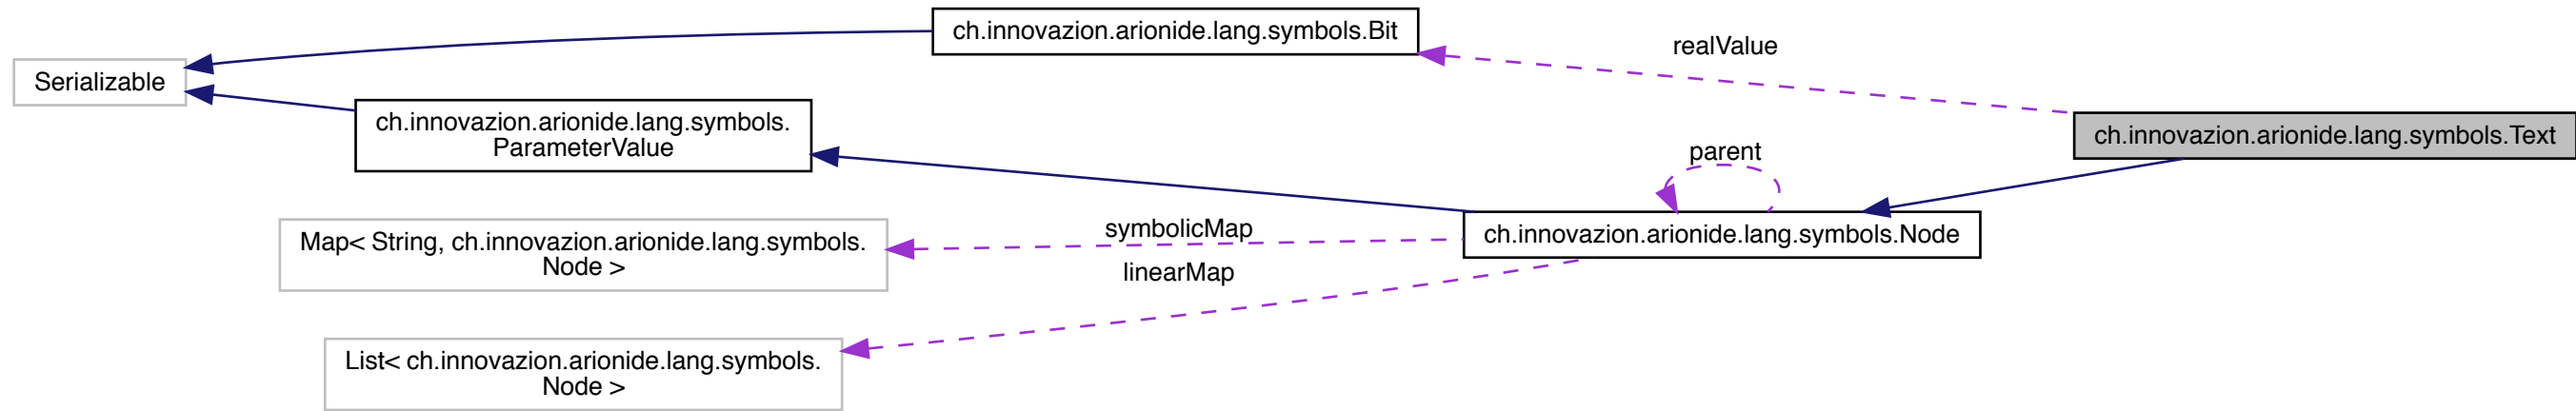 ch.innovazion.arionide.lang.symbols.Bit
realValue
Serializable
ch.innovazion.arionide.lang.symbols.
ParameterValue
ch.innovazion.arionide.lang.symbols.Text
parent
symbolicMap
ch.innovazion.arionide.lang.symbols.Node
Map< String, ch.innovazion.arionide.lang.symbols.
Node >
linearMap
List< ch.innovazion.arionide.lang.symbols.
Node >